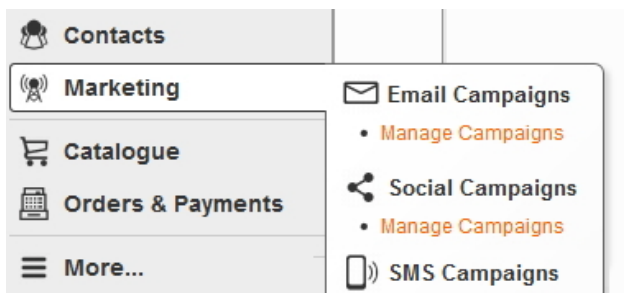 Contacts
Marketing
Catalogue
Orders & Payments
More...
Email Campaigns
• Manage Campaigns
Social Campaigns
• Manage Campaigns
SMS Campaigns